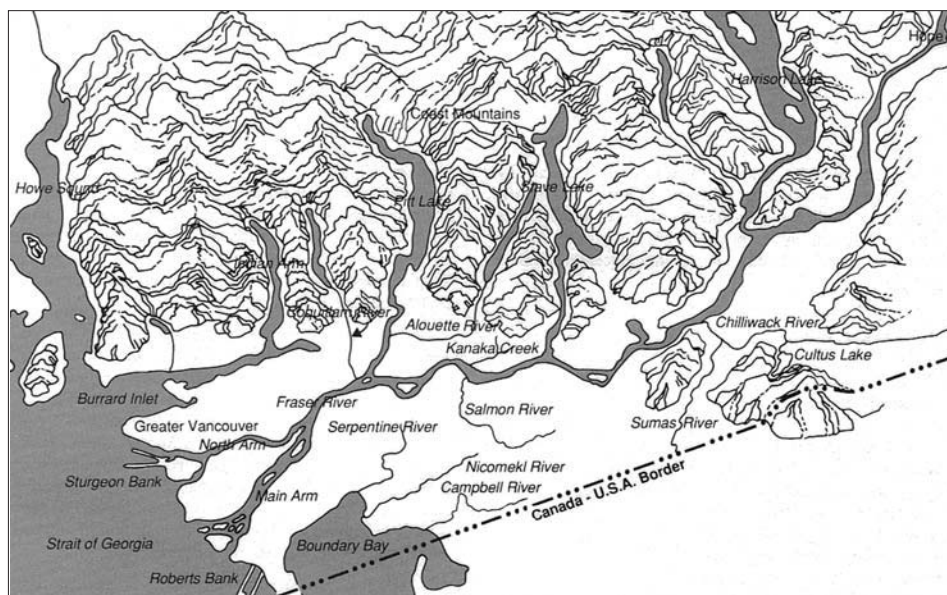 Hope
Harrison Lake
Coast Mountains
Howe Sound
Pitt Lake
Stave Lake
Indian Arm
Coquitlam River
Alouette River
Chilliwack River
Kanaka Creek
Cultus Lake
Burrard Inlet
Fraser River
Salmon River
Greater Vancouver
Serpentine River
Sumas River
North Arm
Nicomekl River
Sturgeon Bank
Campbell River
Main Arm
Canada - U.S.A. Border
Strait of Georgia
Boundary Bay
Roberts Bank